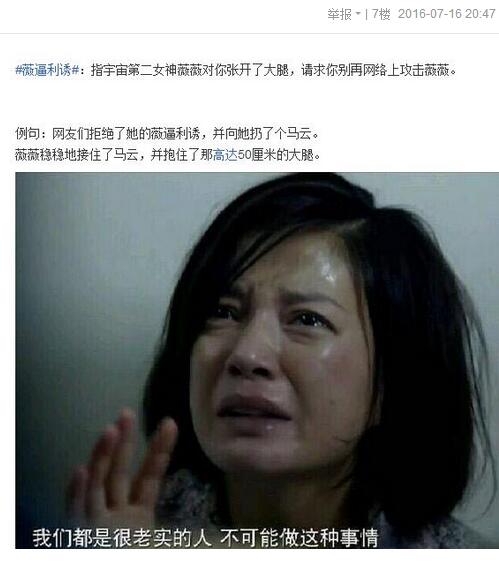 举报 | 7楼 2016-07-16 20:47
#薇逼利诱#：指宇宙第二女神薇薇对你张开了大腿，请求你别再网络上攻击薇薇。
例句：网友们拒绝了她的薇逼利诱，并向她扔了个马云。
薇薇稳稳地接住了马云，并抱住了那高达50厘米的大腿。
我们都是很老实的人 不可能做这种事情